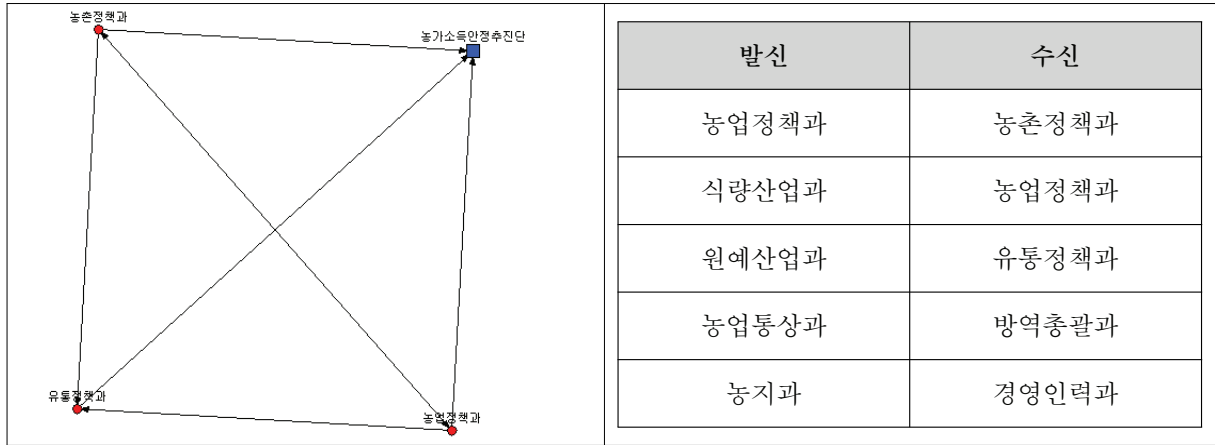 농촌정책과
농가소득안정추진단
유통정책과
농업정책과
발신 수신
농업정책과 농촌정책과
식량산업과 농업정책과
원예산업과 유통정책과
농업통상과 방역총괄과
농지과 경영인력과